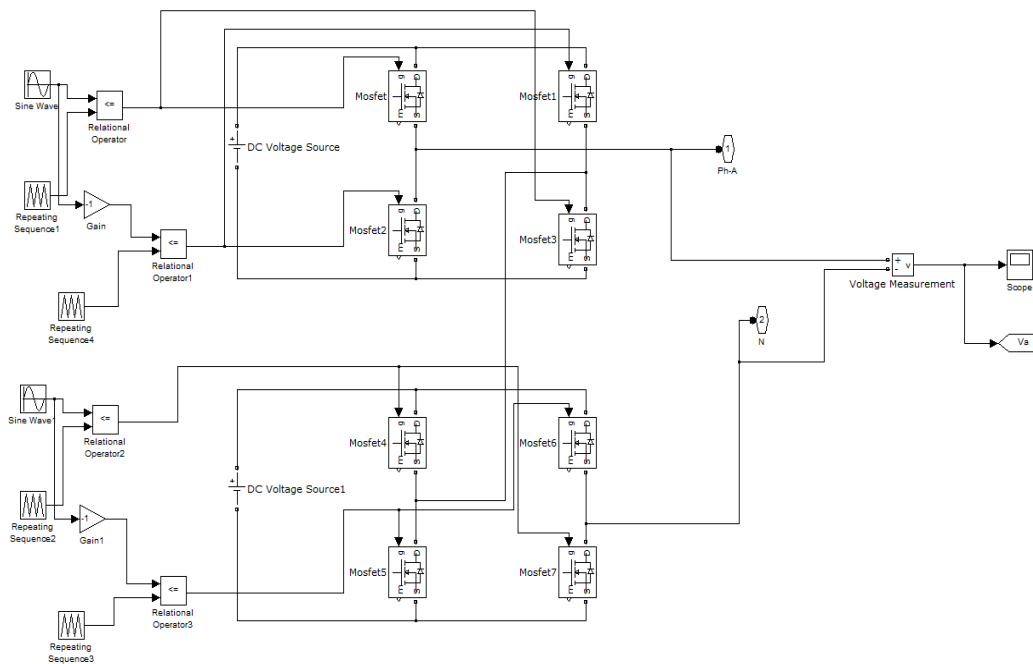 Sine Wave
<=
Relational
Operator
Repeating
Sequence1
-1
Gain
<=
Relational
Operator1
Repeating
Sequence4
+
DC Voltage Source
g
D
Mosfet
m
S
g
D
Mosfet1
m
S
g
D
Mosfet2
m
S
g
D
Mosfet3
m
S
1
Ph-A
+
-
v
Voltage Measurement
Scope
2
N
Va
Sine Wave1
<=
Relational
Operator2
Repeating
Sequence2
-1
Gain1
<=
Relational
Operator3
Repeating
Sequence3
+
DC Voltage Source1
g
D
Mosfet4
m
S
g
D
Mosfet6
m
S
g
D
Mosfet5
m
S
g
D
Mosfet7
m
S